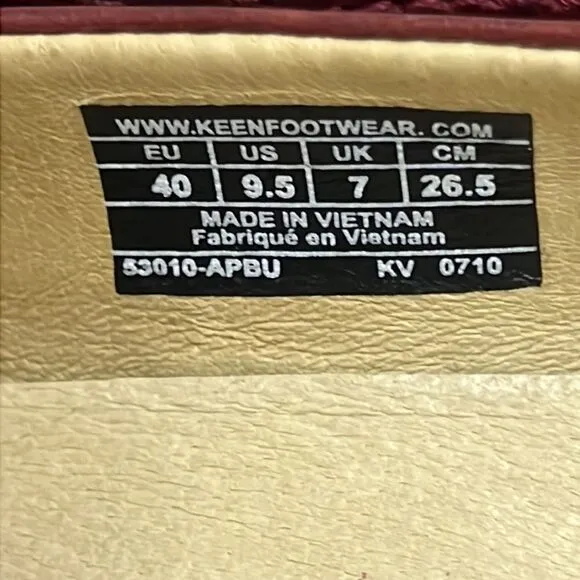 WWW.KEENFOOTWEAR. COM
EU US UK CM
40 9.5 7 26.5
MADE IN VIETNAM
Fabriqué en Vietnam
53010-APBU KV 0710